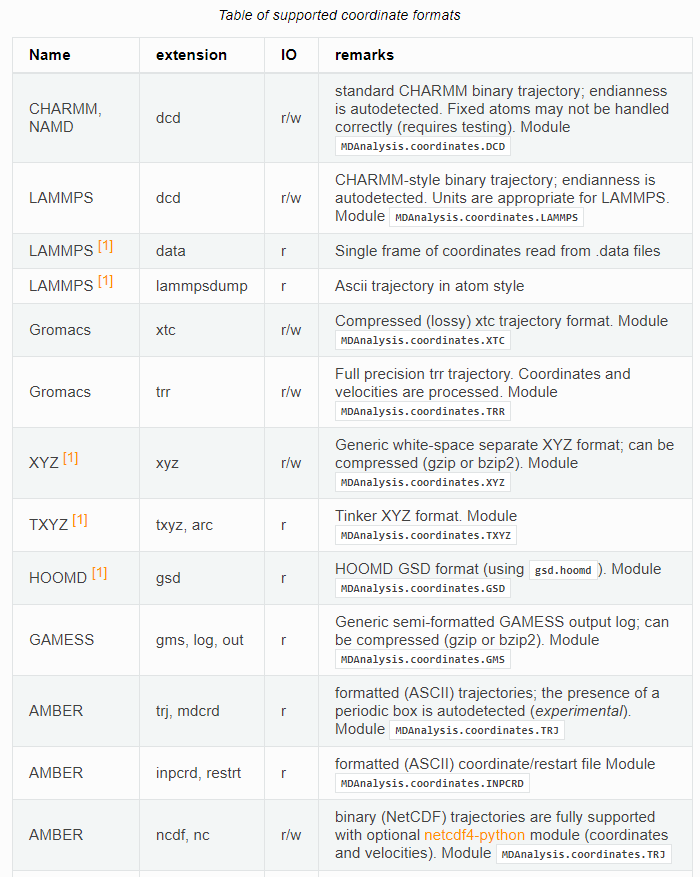 Table of supported coordinate formats
Name extension IO remarks
CHARMM, NAMD dcd r/w standard CHARMM binary trajectory; endianness
is autodetected. Fixed atoms may not be handled
correctly (requires testing). Module
MDAnalysis.coordinates.DCD
LAMMPS dcd r/w CHARMM-style binary trajectory; endianness is
autodetected. Units are appropriate for LAMMPS.
Module MDAnalysis.coordinates.LAMMPS
LAMMPS [1] data r Single frame of coordinates read from .data files
LAMMPS [1] lammpsdump r Ascii trajectory in atom style
Gromacs xtc r/w Compressed (lossy) xtc trajectory format. Module
MDAnalysis.coordinates.XTC
Gromacs trr r/w Full precision trr trajectory. Coordinates and
velocities are processed. Module
MDAnalysis.coordinates.TRR
XYZ [1] xyz r/w Generic white-space separate XYZ format; can be
compressed (gzip or bzip2). Module
MDAnalysis.coordinates.XYZ
TXYZ [1] txyz, arc r Tinker XYZ format. Module
MDAnalysis.coordinates.TXYZ
HOOMD [1] gsd r HOOMD GSD format (using gsd.hoomd ). Module
MDAnalysis.coordinates.GSD
GAMESS gms, log, out r Generic semi-formatted GAMESS output log; can
be compressed (gzip or bzip2). Module
MDAnalysis.coordinates.GMS
AMBER trj, mdcrd r formatted (ASCII) trajectories; the presence of a
periodic box is autodetected (experimental).
Module MDAnalysis.coordinates.TRJ
AMBER inpcrd, restrt r formatted (ASCII) coordinate/restart file Module
MDAnalysis.coordinates.INPCRD
AMBER ncdf, nc r/w binary (NetCDF) trajectories are fully supported
with optional netcdf4-python module (coordinates
and velocities). Module MDAnalysis.coordinates.TRJ